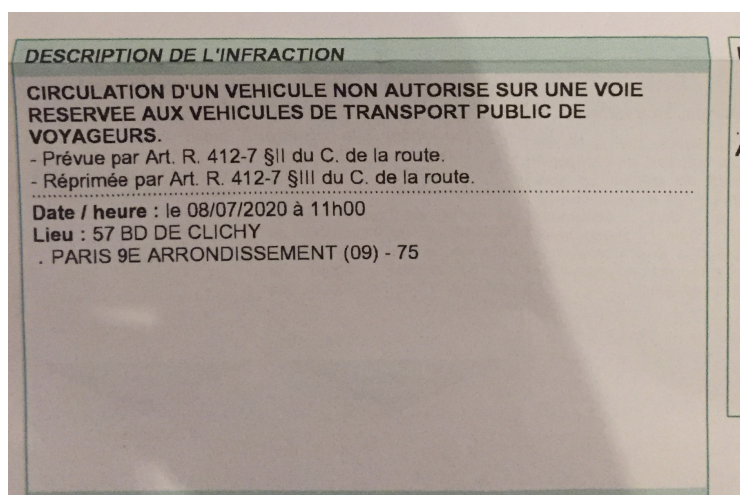 DESCRIPTION DE L'INFRACTION
CIRCULATION D'UN VEHICULE NON AUTORISE SUR UNE VOIE
RESERVEE AUX VEHICULES DE TRANSPORT PUBLIC DE
VOYAGEURS.
- Prévue par Art. R. 412-7 §II du C. de la route.
- Réprimée par Art. R. 412-7 §III du C. de la route.
Date / heure : le 08/07/2020 à 11h00
Lieu : 57 BD DE CLICHY
. PARIS 9E ARRONDISSEMENT (09) - 75